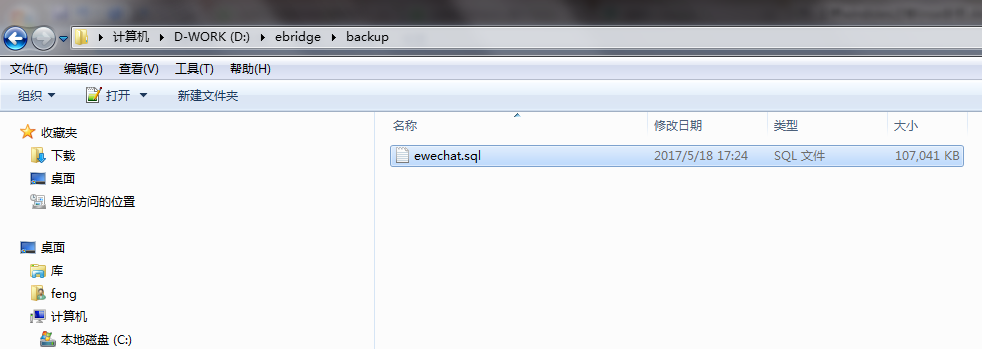 计算机 D-WORK (D:) ebridge backup
文件(F) 编辑(E) 查看(V) 工具(T) 帮助(H)
组织 打开 新建文件夹
收藏夹
下载
桌面
最近访问的位置
桌面
库
feng
计算机
本地磁盘 (C:)
名称 修改日期 类型 大小
ewechat.sql 2017/5/18 17:24 SQL 文件 107,041 KB